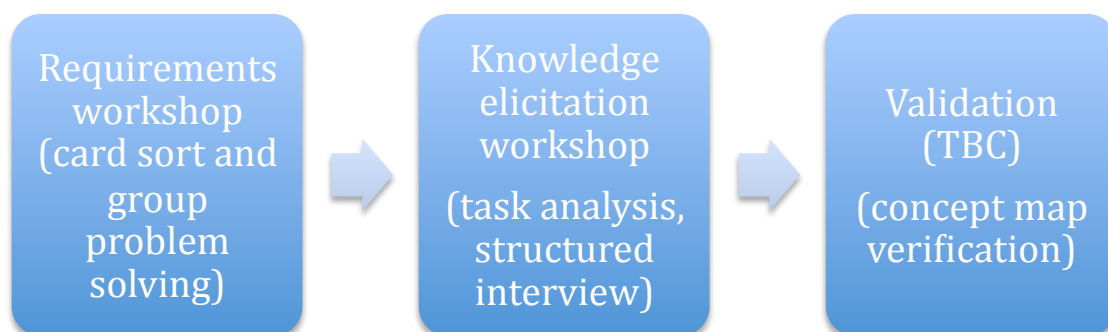 Requirements
workshop
(card sort and
group
problem
solving)
Knowledge
elicitation
workshop
(task analysis,
structured
interview)
Validation
(TBC)
(concept map
verification)